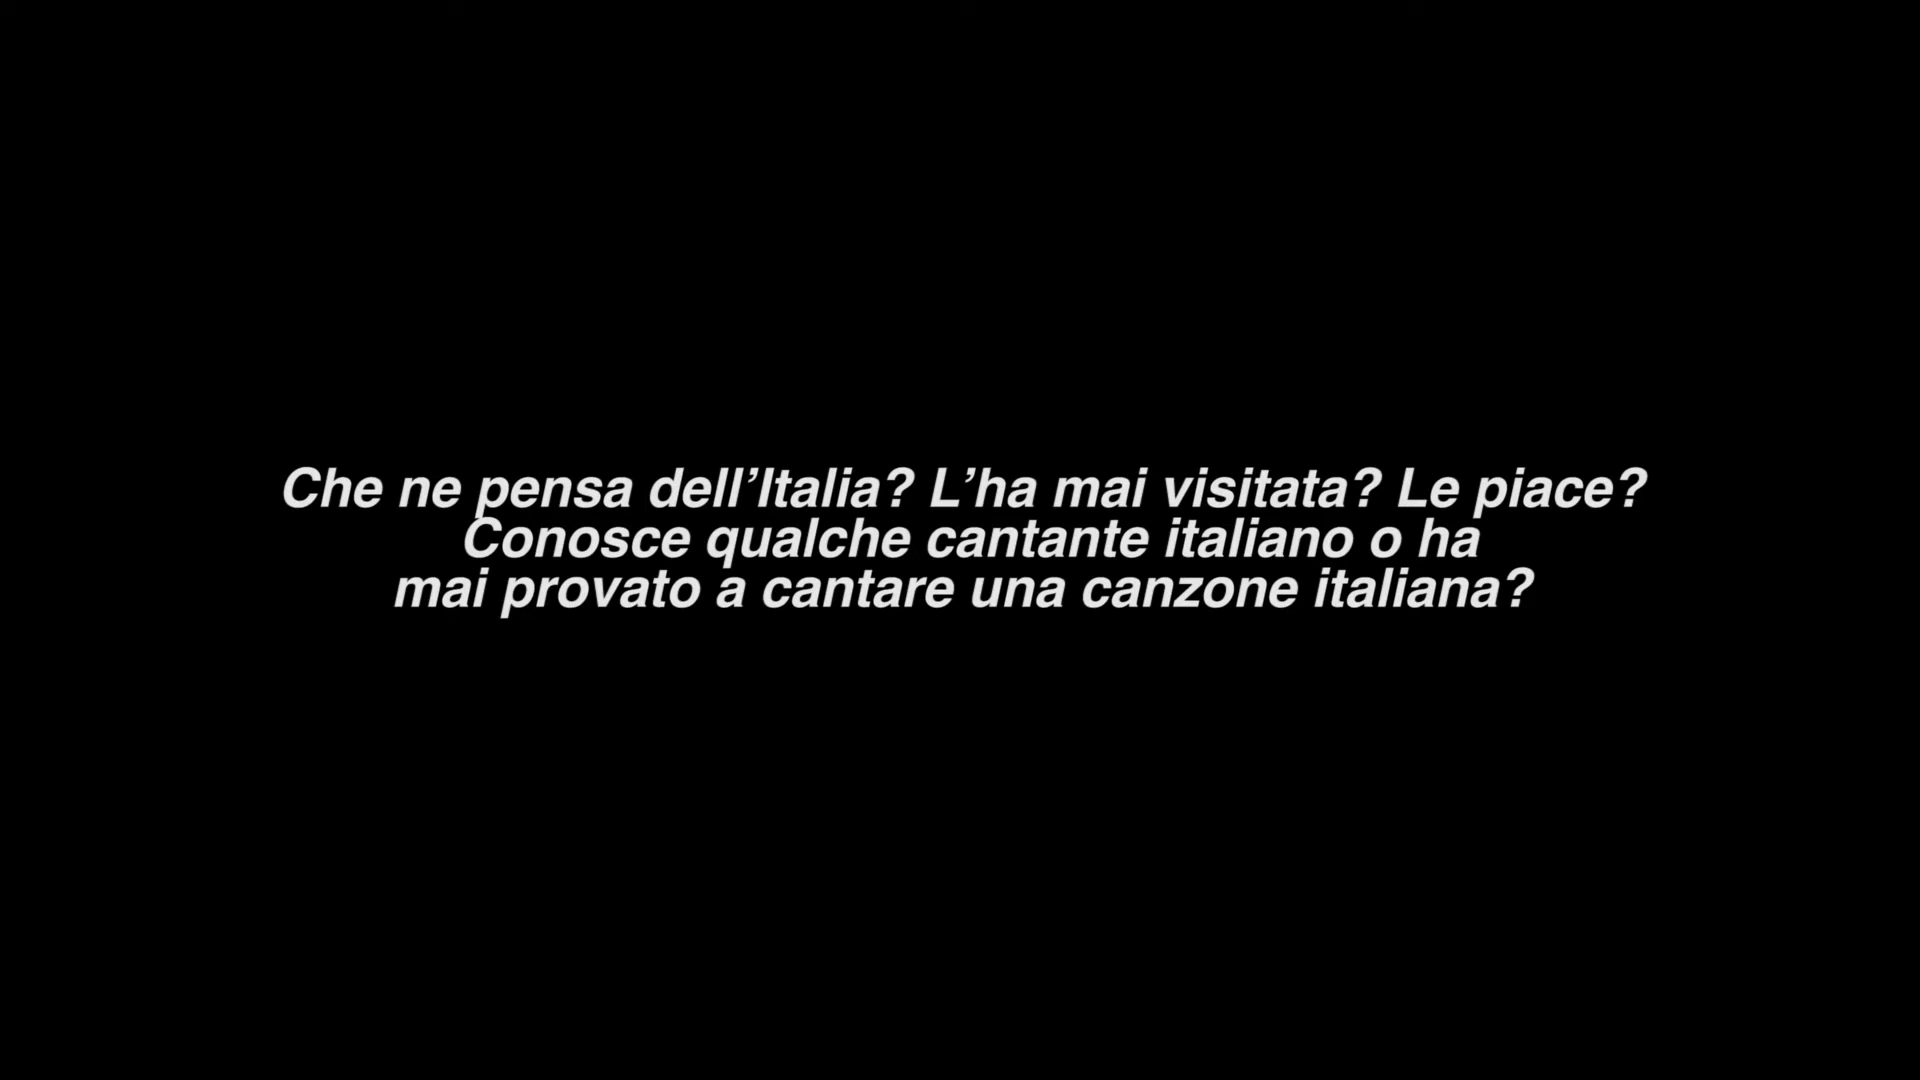 Che ne pensa dell’Italia? L’ha mai visitata? Le piace?
Conosce qualche cantante italiano o ha
mai provato a cantare una canzone italiana?